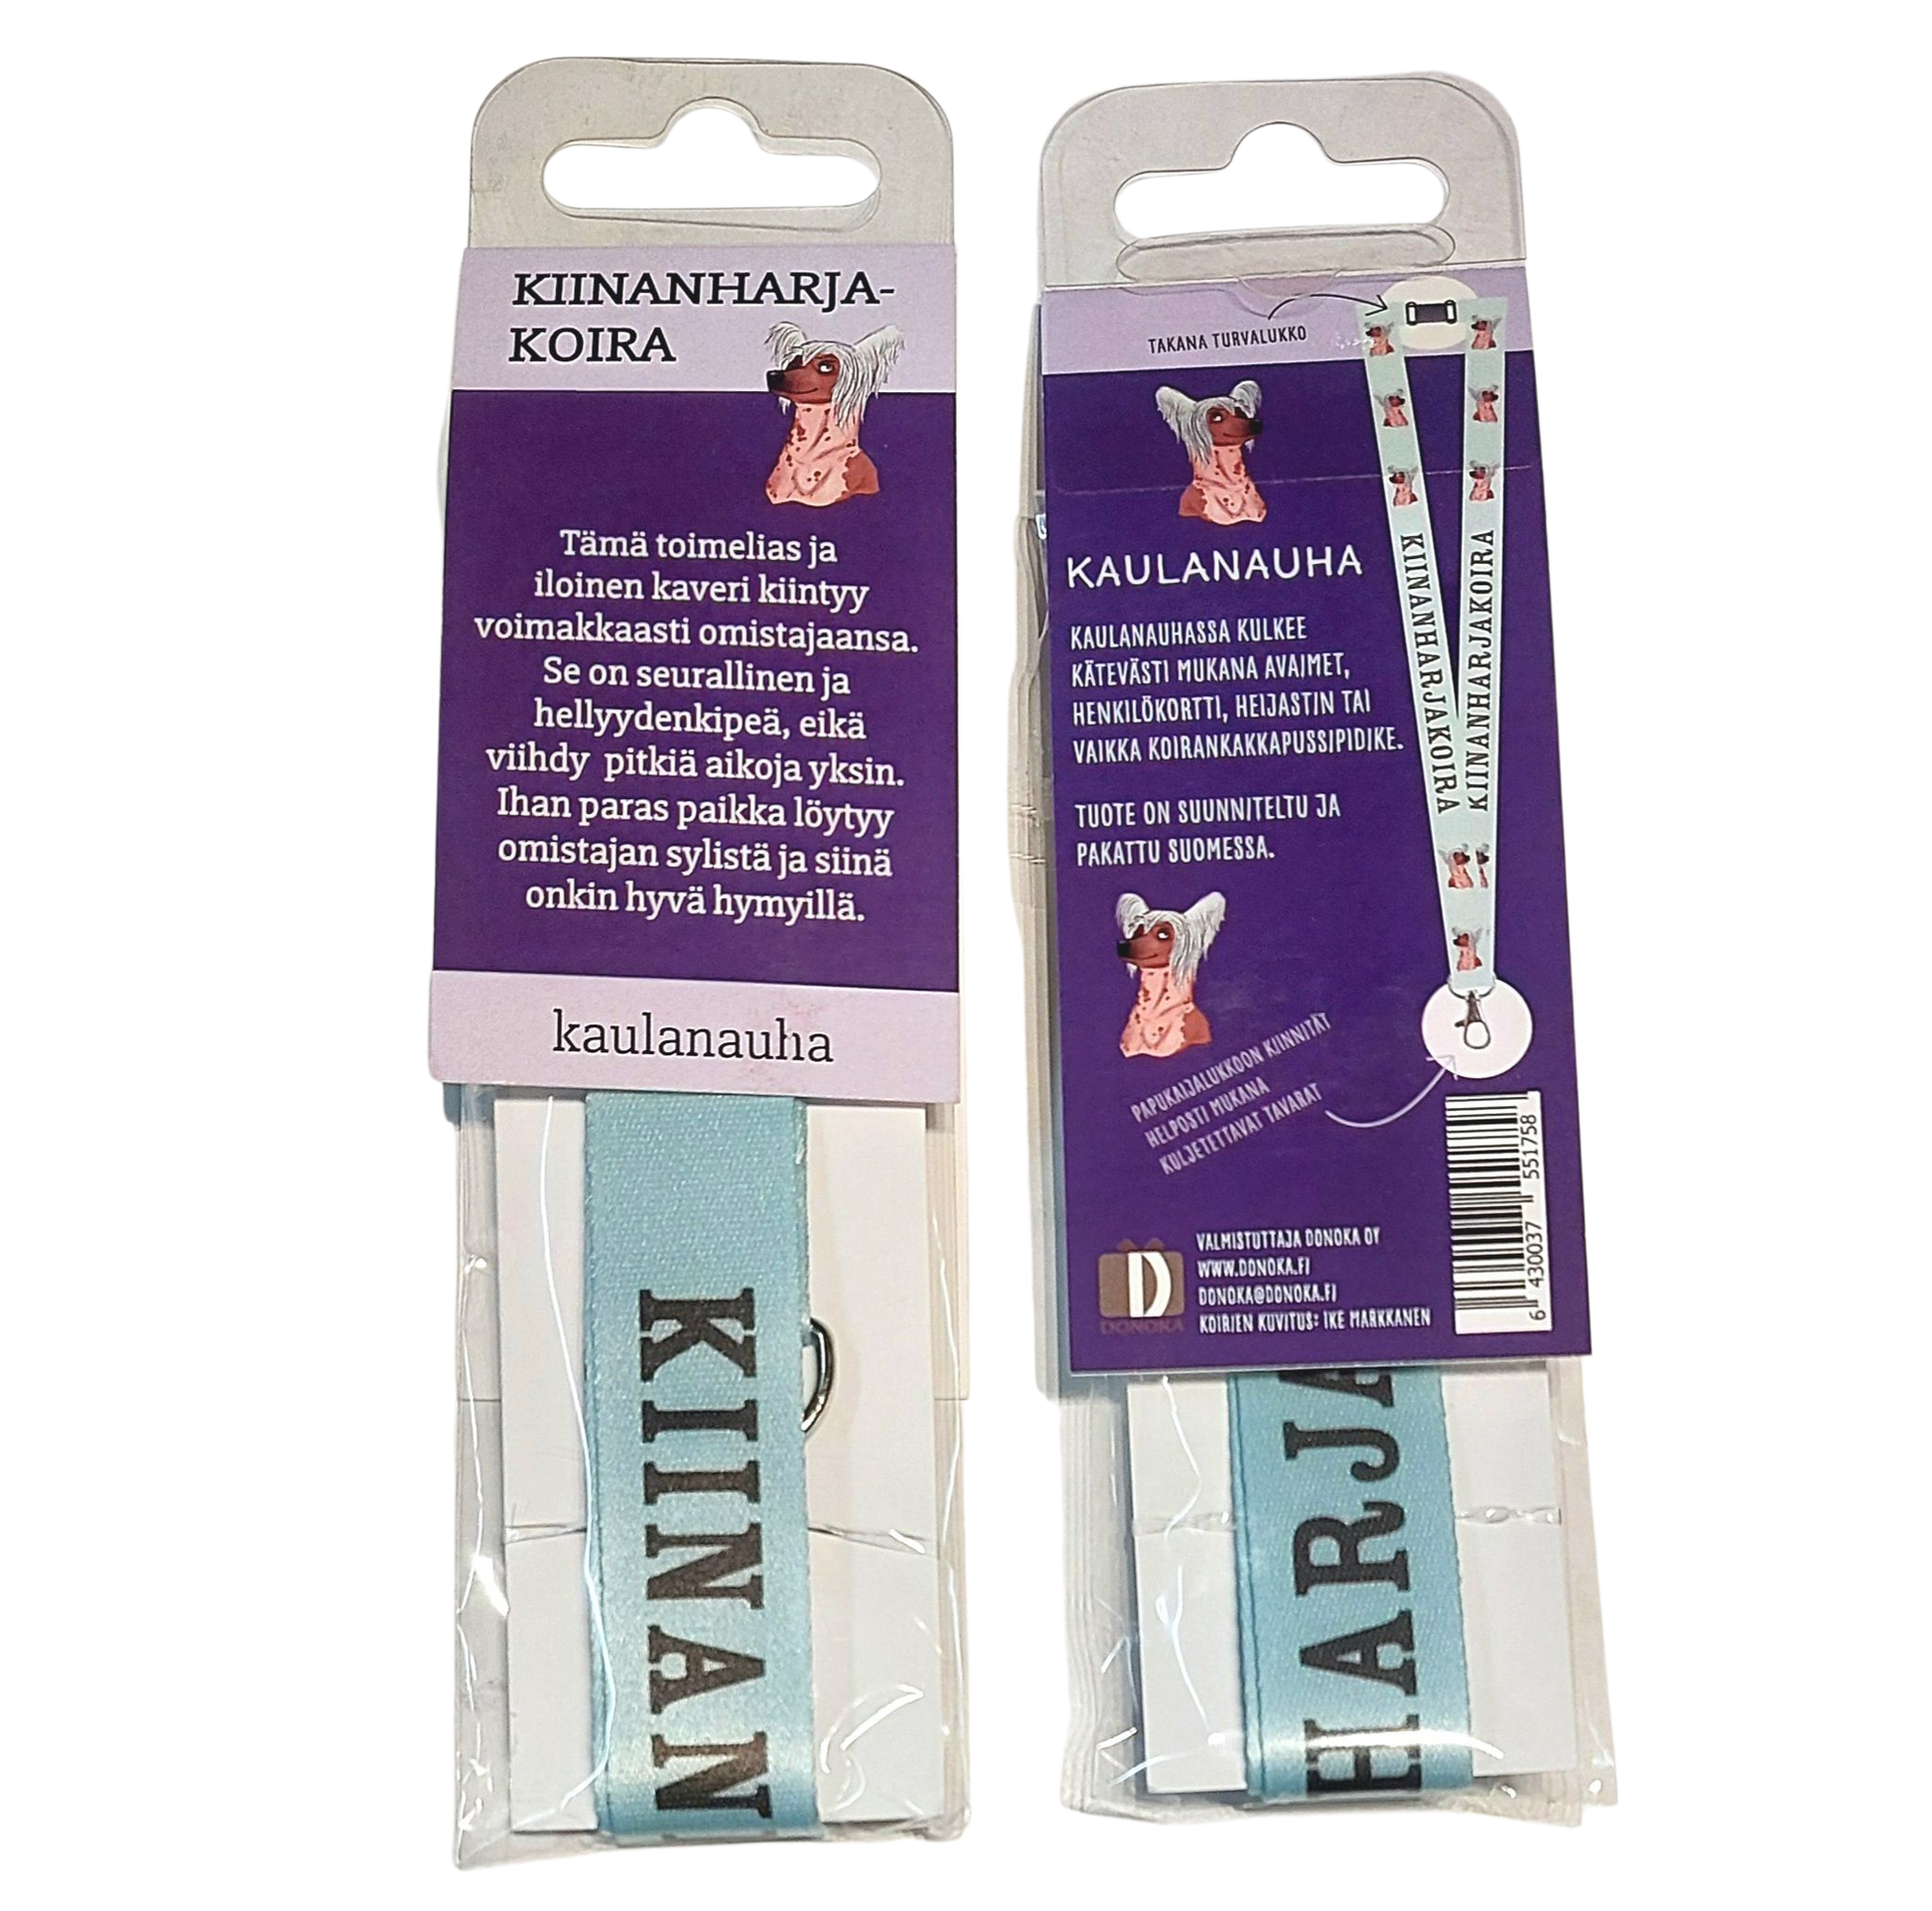 KIINANHARJA-
KOIRA
Tämä toimelias ja
iloinen kaveri kiintyy
voimakkaasti omistajaansa.
Se on seurallinen ja
hellyydenkipeä, eikä
viihdy pitkiä aikoja yksin.
Ihan paras paikka löytyy
omistajan sylistä ja siinä
onkin hyvä hymyillä.
kaulanauha
KIINAN
TAKANA TURVALUKKO
KAULANAUHA
KAULANAUHASSA KULKEE
KÄTEVÄSTI MUKANA AVAIMET,
HENKILÖKORTTI, HEIJASTIN TAI
VAIKKA KOIRANKAKKAPUSSIPIDIKE.
TUOTE ON SUUNNITELTU JA
PAKATTU SUOMESSA.
KIINANHARJAKOIRA
KIINANHARJAKOIRA
PAPUKAIJALUKKOON KIINNITÄT
HELPOSTI MUKANA
KULJETETTAVAT TAVARAT
D
DONOKA
VALMISTUTTAJA DONOKA OY
WWW.DONOKA.FI
DONOKA@DONOKA.FI
KOIRIEN KUVITUS: IKE MARKKANEN
6 430037 551758
HARJA